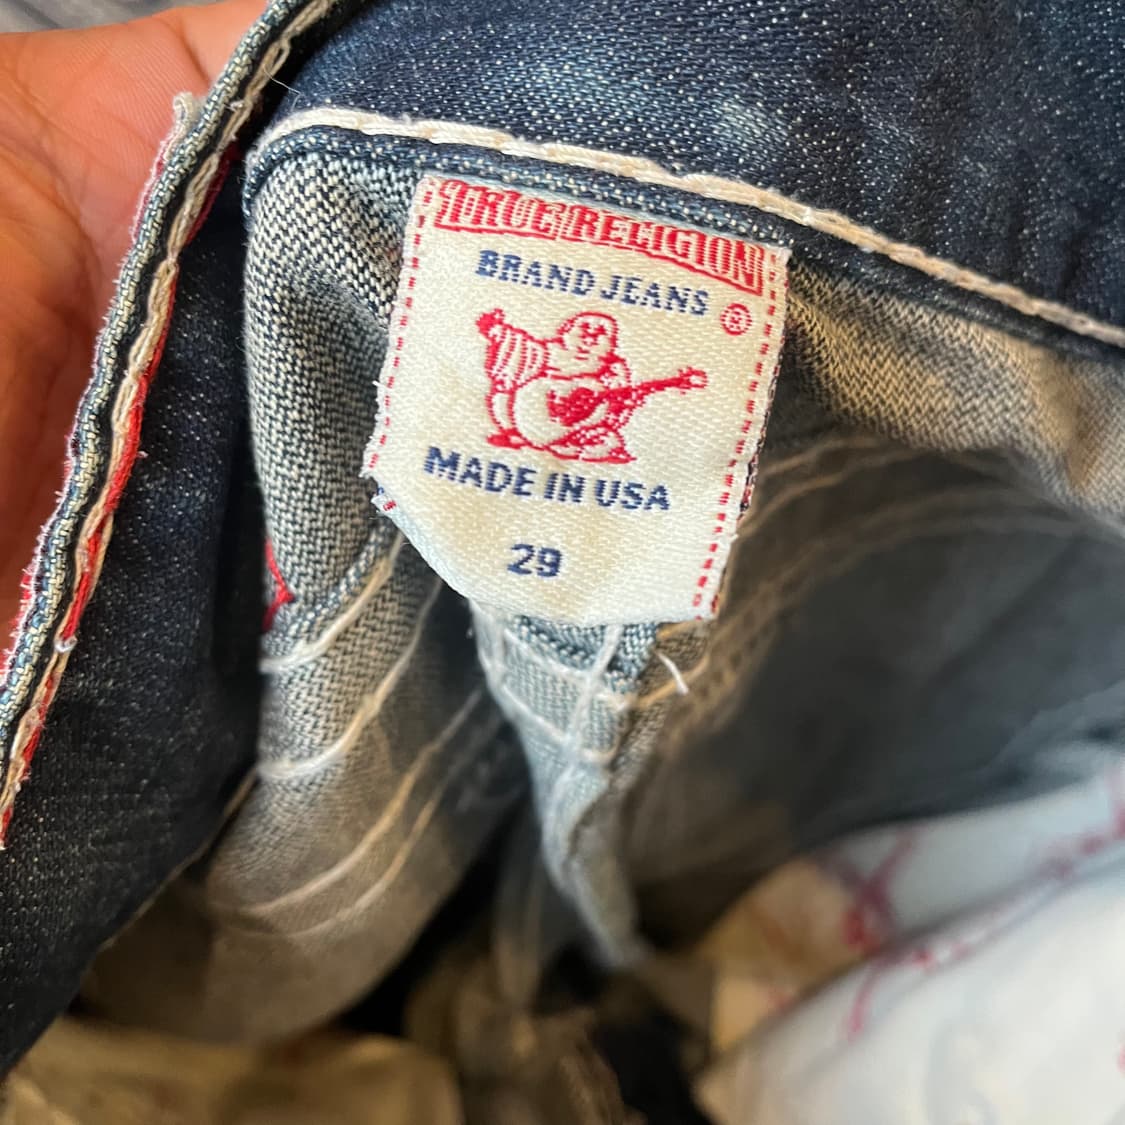 TRUE RELIGION
BRAND JEANS
®
MADE IN USA
29